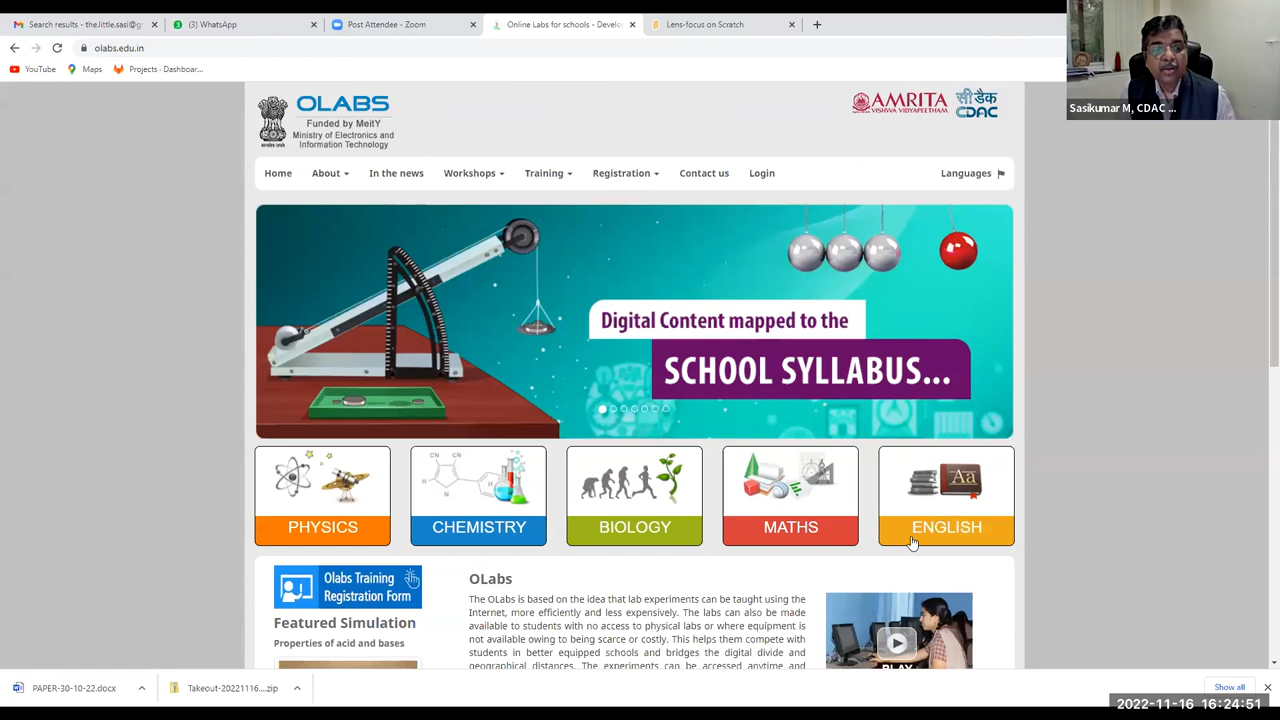 Search results - the.little.sasi@g
(3) WhatsApp
Post Attendee - Zoom
Online Labs for schools - Develo
Lens-focus on Scratch
olabs.edu.in
YouTube
Maps
Projects · Dashboar...
Sasikumar M, CDAC ...
OLABS
Funded by MeitY
Ministry of Electronics and
Information Technology
सत्यमेव जयते
AMRITA
VISHWA VIDYAPEETHAM
सी डैक
CDAC
Home
About
In the news
Workshops
Training
Registration
Contact us
Login
Languages
Digital Content mapped to the
SCHOOL SYLLABUS...
CN
CN
H
N
H
Aa
PHYSICS
CHEMISTRY
BIOLOGY
MATHS
ENGLISH
Olabs Training
Registration Form
Featured Simulation
Properties of acid and bases
OLabs
The OLabs is based on the idea that lab experiments can be taught using the
Internet, more efficiently and less expensively. The labs can also be made
available to students with no access to physical labs or where equipment is
not available owing to being scarce or costly. This helps them compete with
students in better equipped schools and bridges the digital divide and
geographical distances. The experiments can be accessed anytime and
PLAY
PAPER-30-10-22.docx
Takeout-20221116....zip
Show all
2022-11-16 16:24:51